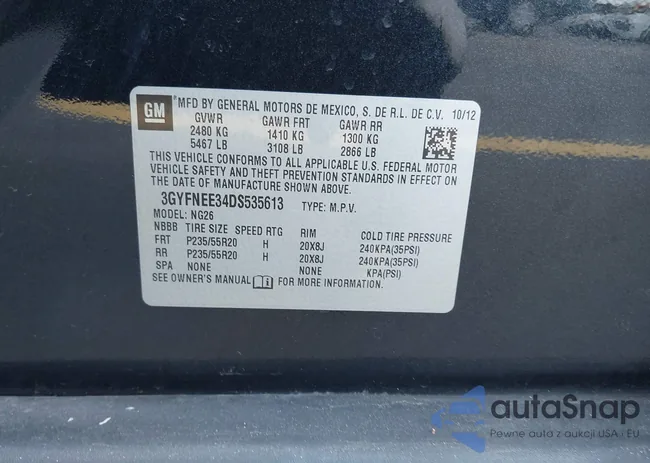 GM MFD BY GENERAL MOTORS DE MEXICO, S. DE R.L. DE C.V. 10/12
GVWR GAWR FRT GAWR RR
2480 KG 1410 KG 1300 KG
5467 LB 3108 LB 2866 LB
THIS VEHICLE CONFORMS TO ALL APPLICABLE U.S. FEDERAL MOTOR
VEHICLE SAFETY AND THEFT PREVENTION STANDARDS IN EFFECT ON
THE DATE OF MANUFACTURE SHOWN ABOVE.
3GYFNEE34DS535613 TYPE: M.P.V.
MODEL: NG26
NBBB TIRE SIZE SPEED RTG RIM COLD TIRE PRESSURE
FRT P235/55R20 H 20X8J 240KPA(35PSI)
RR P235/55R20 H 20X8J 240KPA(35PSI)
SPA NONE NONE KPA(PSI)
SEE OWNER'S MANUAL FOR MORE INFORMATION.
autaSnap
Pewne auta z aukcji USA i EU